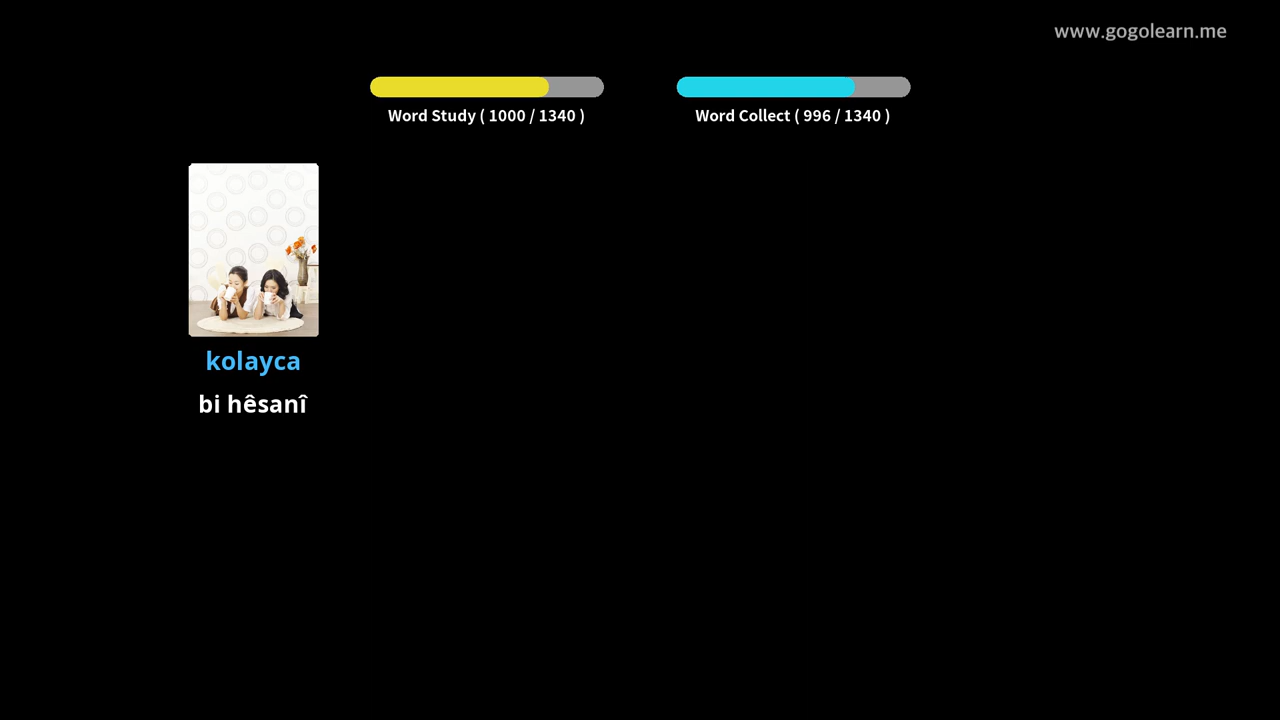 www.gogolearn.me
Word Study ( 1000 / 1340 )
Word Collect ( 996 / 1340 )
kolayca
bi hêsanî